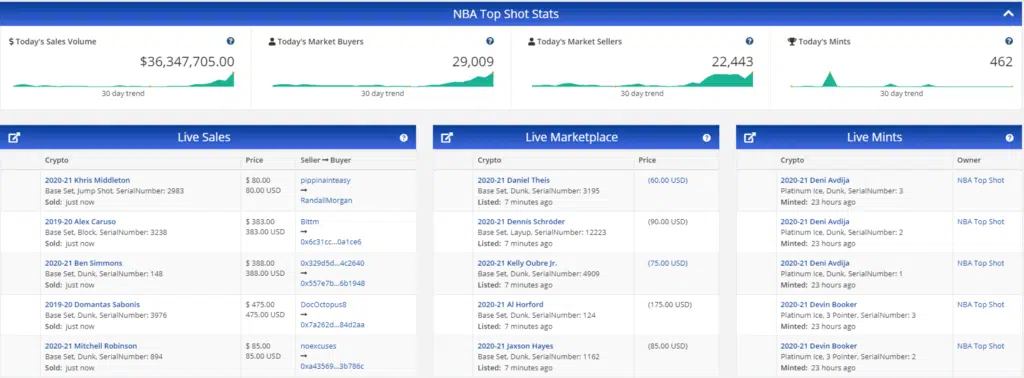 NBA Top Shot Stats
$ Today's Sales Volume
$36,347,705.00
30 day trend
Today's Market Buyers
29,009
30 day trend
Today's Market Sellers
22,443
30 day trend
Today's Mints
462
30 day trend
Live Sales
Crypto Price Seller → Buyer
2020-21 Khris Middleton
Base Set, Jump Shot, SerialNumber: 2983
Sold: just now
$ 80.00
80.00 USD
pippinainteasy
→
RandallMorgan
2019-20 Alex Caruso
Base Set, Block, SerialNumber: 3238
Sold: just now
$ 383.00
383.00 USD
Bittm
→
0x6c31cc...0a1ce6
2020-21 Ben Simmons
Base Set, Dunk, SerialNumber: 148
Sold: just now
$ 388.00
388.00 USD
0x329d5d...4c2640
→
0x557e7b...6b1948
2019-20 Domantas Sabonis
Base Set, Dunk, SerialNumber: 3976
Sold: just now
$ 475.00
475.00 USD
DocOctopus8
→
0x7a262d...84d2aa
2020-21 Mitchell Robinson
Base Set, Dunk, SerialNumber: 894
Sold: just now
$ 85.00
85.00 USD
noexcuses
→
0xa43569...3b786c
Live Marketplace
Crypto Price
2020-21 Daniel Theis
Base Set, Dunk, SerialNumber: 3195
Listed: 7 minutes ago
(60.00 USD)
2020-21 Dennis Schröder
Base Set, Layup, SerialNumber: 12223
Listed: 7 minutes ago
(90.00 USD)
2020-21 Kelly Oubre Jr.
Base Set, Dunk, SerialNumber: 4909
Listed: 7 minutes ago
(75.00 USD)
2020-21 Al Horford
Base Set, Dunk, SerialNumber: 124
Listed: 7 minutes ago
(175.00 USD)
2020-21 Jaxson Hayes
Base Set, Dunk, SerialNumber: 1162
Listed: 7 minutes ago
(85.00 USD)
Live Mints
Crypto Owner
2020-21 Deni Avdija
Platinum Ice, Dunk, SerialNumber: 3
Minted: 23 hours ago
NBA Top Shot
2020-21 Deni Avdija
Platinum Ice, Dunk, SerialNumber: 2
Minted: 23 hours ago
NBA Top Shot
2020-21 Deni Avdija
Platinum Ice, Dunk, SerialNumber: 1
Minted: 23 hours ago
NBA Top Shot
2020-21 Devin Booker
Platinum Ice, 3 Pointer, SerialNumber: 3
Minted: 23 hours ago
NBA Top Shot
2020-21 Devin Booker
Platinum Ice, 3 Pointer, SerialNumber: 2
Minted: 23 hours ago
NBA Top Shot